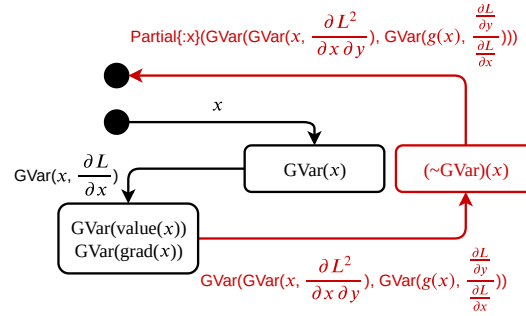 Partial{:x}(GVar(GVar(x, ∂L²/∂x∂y), GVar(g(x), (∂L/∂y)/(∂L/∂x))))
x
GVar(x)
(~GVar)(x)
GVar(x, ∂L/∂x)
GVar(value(x))
GVar(grad(x))
GVar(GVar(x, ∂L²/∂x∂y), GVar(g(x), (∂L/∂y)/(∂L/∂x)))